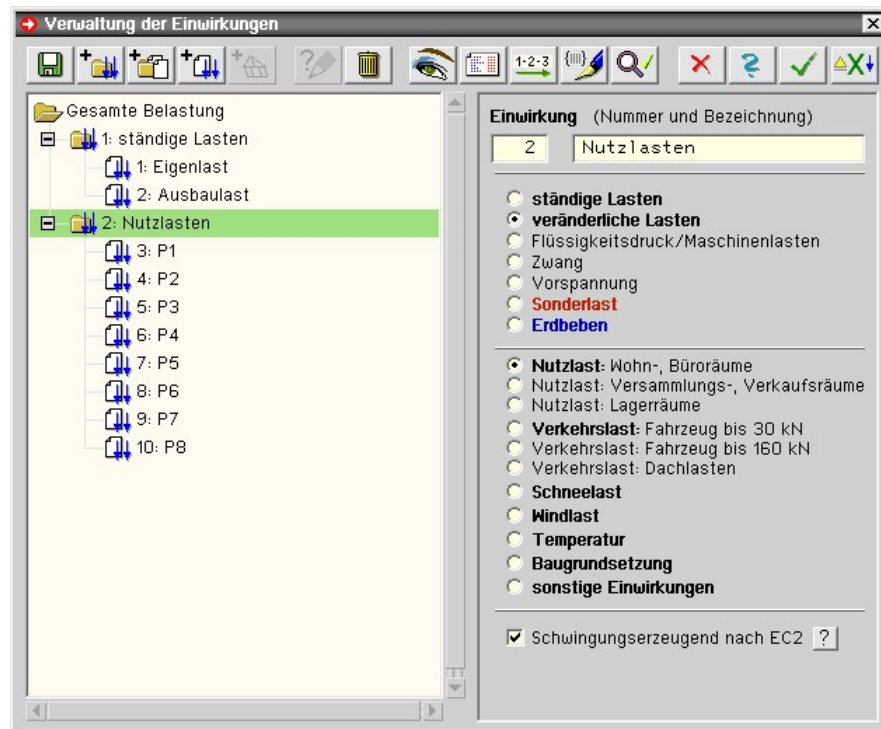 Verwaltung der Einwirkungen
1-2-3
Gesamte Belastung
1: ständige Lasten
1: Eigenlast
2: Ausbaulast
2: Nutzlasten
3: P1
4: P2
5: P3
6: P4
7: P5
8: P6
9: P7
10: P8
Einwirkung (Nummer und Bezeichnung)
2 Nutzlasten
ständige Lasten
veränderliche Lasten
Flüssigkeitsdruck/Maschinenlasten
Zwang
Vorspannung
Sonderlast
Erdbeben
Nutzlast: Wohn-, Büroräume
Nutzlast: Versammlungs-, Verkaufsräume
Nutzlast: Lagerräume
Verkehrslast: Fahrzeug bis 30 kN
Verkehrslast: Fahrzeug bis 160 kN
Verkehrslast: Dachlasten
Schneelast
Windlast
Temperatur
Baugrundsetzung
sonstige Einwirkungen
Schwingungserzeugend nach EC2 ?